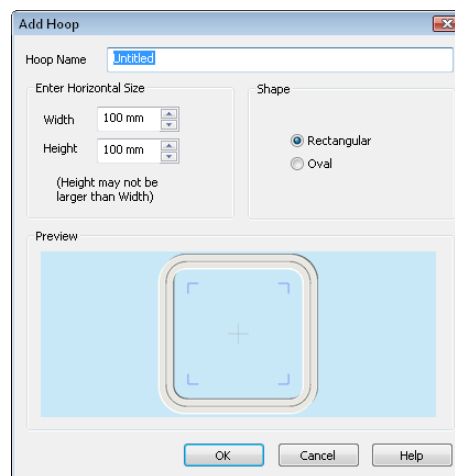 Add Hoop
Hoop Name Untitled
Enter Horizontal Size
Width 100 mm
Height 100 mm
(Height may not be
larger than Width)
Shape
Rectangular
Oval
Preview
OK Cancel Help